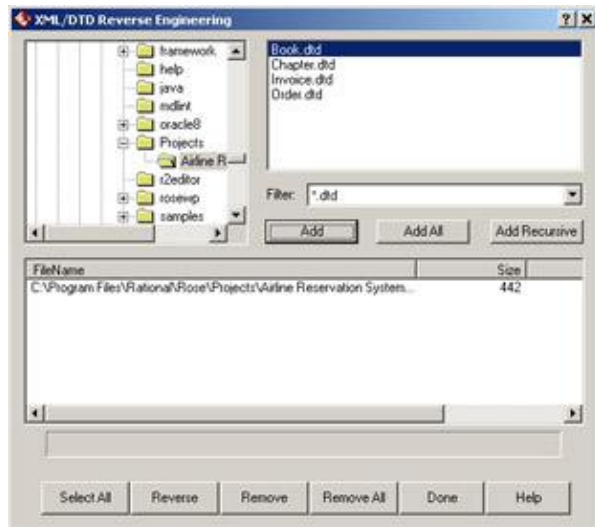 XML/DTD Reverse Engineering
framework
help
java
mdlint
oracle8
Projects
Airline R
r2editor
rosewp
samples
Book.dtd
Chapter.dtd
Invoice.dtd
Order.dtd
Filter: *.dtd
Add Add All Add Recursive
FileName Size
C:\Program Files\Rational\Rose\Projects\Airline Reservation System... 442
Select All Reverse Remove Remove All Done Help